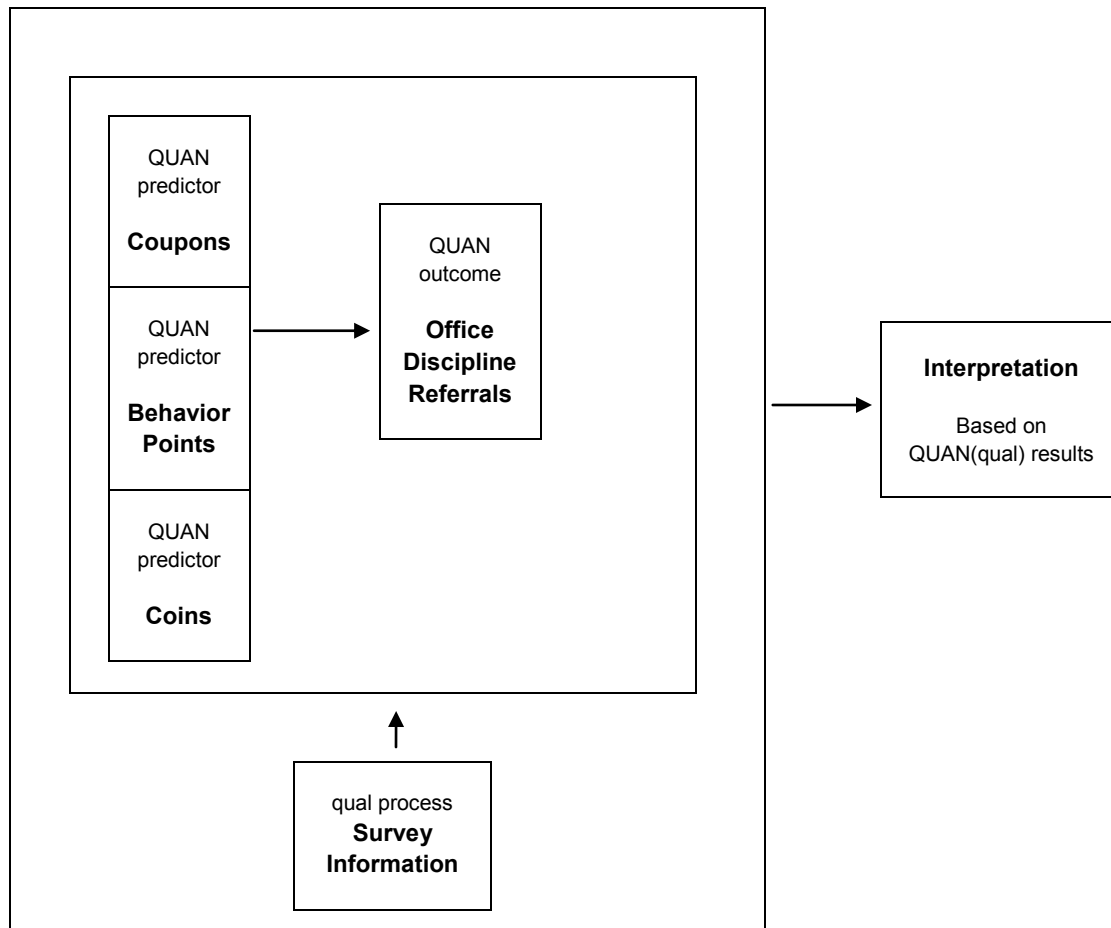 QUAN
predictor
Coupons
QUAN
predictor
Behavior
Points
QUAN
predictor
Coins
QUAN
outcome
Office
Discipline
Referrals
qual process
Survey
Information
Interpretation
Based on
QUAN(qual) results